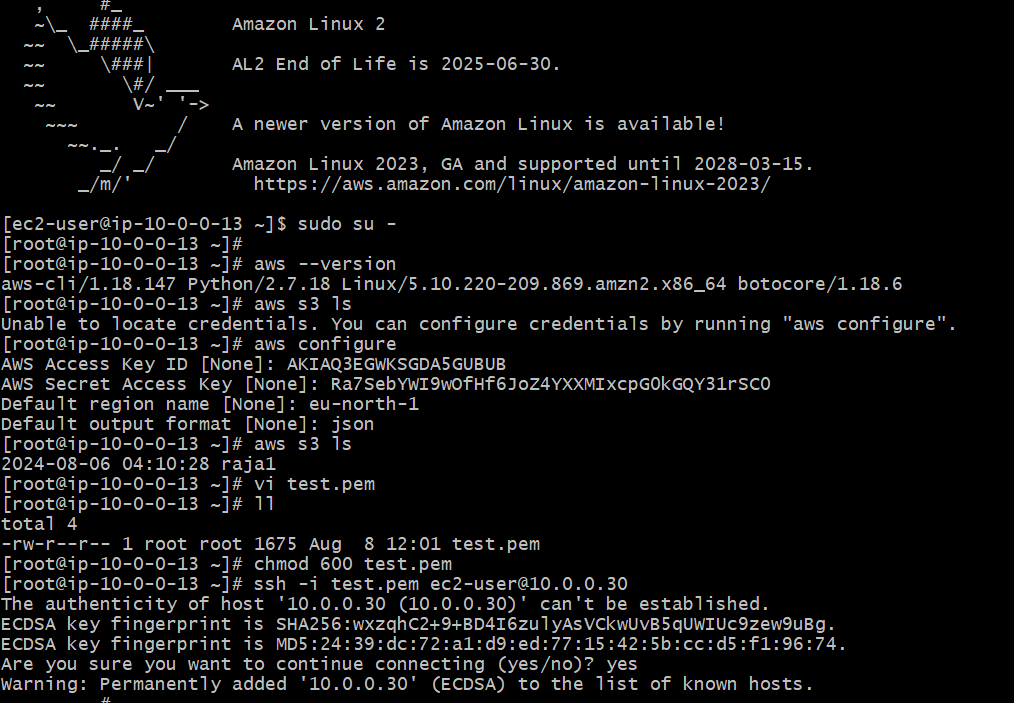 ,      #_
~\_  ####_        Amazon Linux 2
~~  \_#####\
~~     \###|       AL2 End of Life is 2025-06-30.
~~       \#/ ___
~~       V~' '->
~~~         /    A newer version of Amazon Linux is available!
~~._.   _/
_/ _/       Amazon Linux 2023, GA and supported until 2028-03-15.
_/m/'           https://aws.amazon.com/linux/amazon-linux-2023/
[ec2-user@ip-10-0-0-13 ~]$ sudo su -
[root@ip-10-0-0-13 ~]#
[root@ip-10-0-0-13 ~]# aws --version
aws-cli/1.18.147 Python/2.7.18 Linux/5.10.220-209.869.amzn2.x86_64 botocore/1.18.6
[root@ip-10-0-0-13 ~]# aws s3 ls
Unable to locate credentials. You can configure credentials by running "aws configure".
[root@ip-10-0-0-13 ~]# aws configure
AWS Access Key ID [None]: AKIAQ3EGWKSGDA5GUBUB
AWS Secret Access Key [None]: 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
Default region name [None]: eu-north-1
Default output format [None]: json
[root@ip-10-0-0-13 ~]# aws s3 ls
2024-08-06 04:10:28 raja1
[root@ip-10-0-0-13 ~]# vi test.pem
[root@ip-10-0-0-13 ~]# ll
total 4
-rw-r--r-- 1 root root 1675 Aug  8 12:01 test.pem
[root@ip-10-0-0-13 ~]# chmod 600 test.pem
[root@ip-10-0-0-13 ~]# ssh -i test.pem ec2-user@10.0.0.30
The authenticity of host '10.0.0.30 (10.0.0.30)' can't be established.
ECDSA key fingerprint is SHA256:wxzqhC2+9+BD4I6zulyAsVCkwUvB5qUWIUc9zew9uBg.
ECDSA key fingerprint is MD5:24:39:dc:72:a1:d9:ed:77:15:42:5b:cc:d5:f1:96:74.
Are you sure you want to continue connecting (yes/no)? yes
Warning: Permanently added '10.0.0.30' (ECDSA) to the list of known hosts.
#